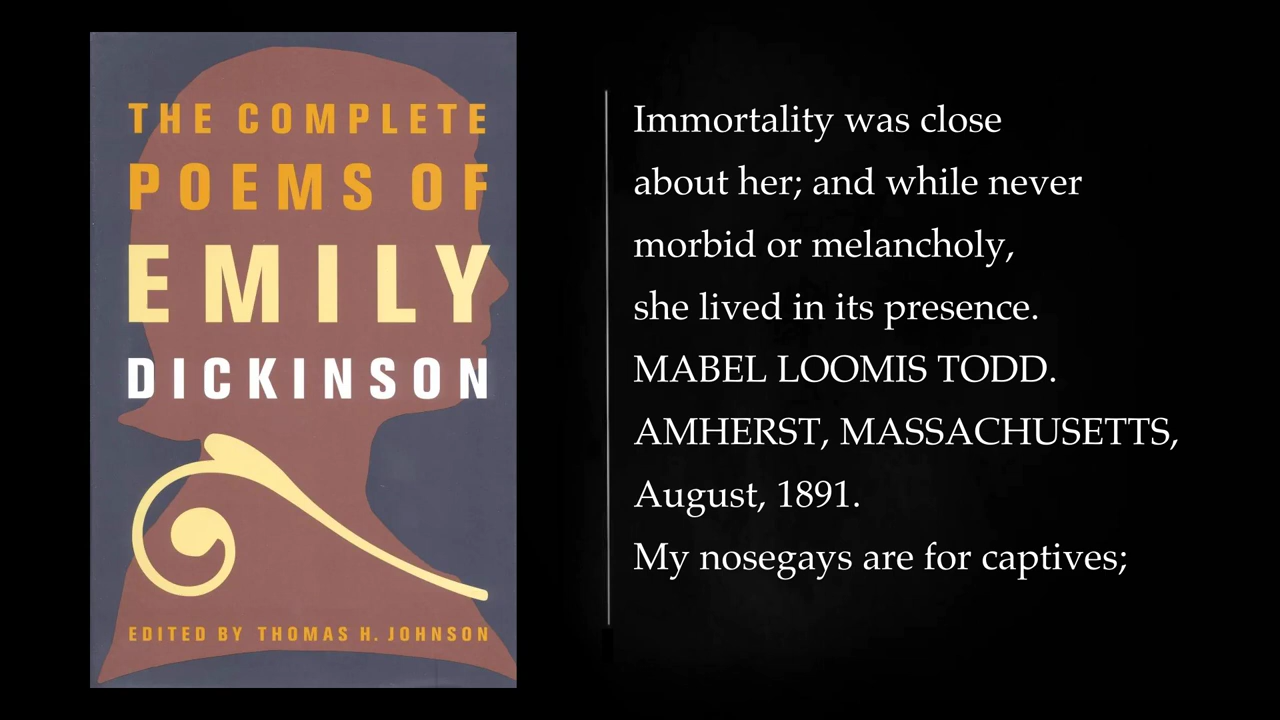 THE COMPLETE
POEMS OF
EMILY
DICKINSON
EDITED BY THOMAS H. JOHNSON
Immortality was close
about her; and while never
morbid or melancholy,
she lived in its presence.
MABEL LOOMIS TODD.
AMHERST, MASSACHUSETTS,
August, 1891.
My nosegays are for captives;